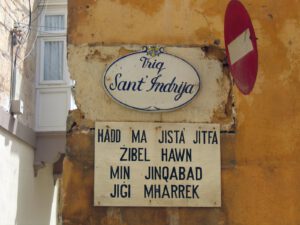 Triq
Sant' Indrija
ĦADD 'MA JISTA' JITFA'
ŻIBEL HAWN
MIN JINQABAD
JIĠI MĦARREK